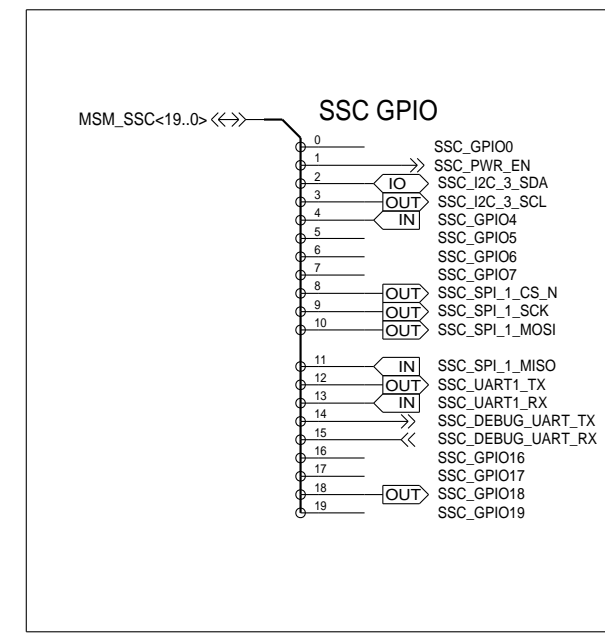 SSC GPIO
MSM_SSC<19..0>
0 SSC_GPIO0
1 SSC_PWR_EN
2 IO SSC_I2C_3_SDA
3 OUT SSC_I2C_3_SCL
4 IN SSC_GPIO4
5 SSC_GPIO5
6 SSC_GPIO6
7 SSC_GPIO7
8 OUT SSC_SPI_1_CS_N
9 OUT SSC_SPI_1_SCK
10 OUT SSC_SPI_1_MOSI
11 IN SSC_SPI_1_MISO
12 OUT SSC_UART1_TX
13 IN SSC_UART1_RX
14 SSC_DEBUG_UART_TX
15 SSC_DEBUG_UART_RX
16 SSC_GPIO16
17 SSC_GPIO17
18 OUT SSC_GPIO18
19 SSC_GPIO19